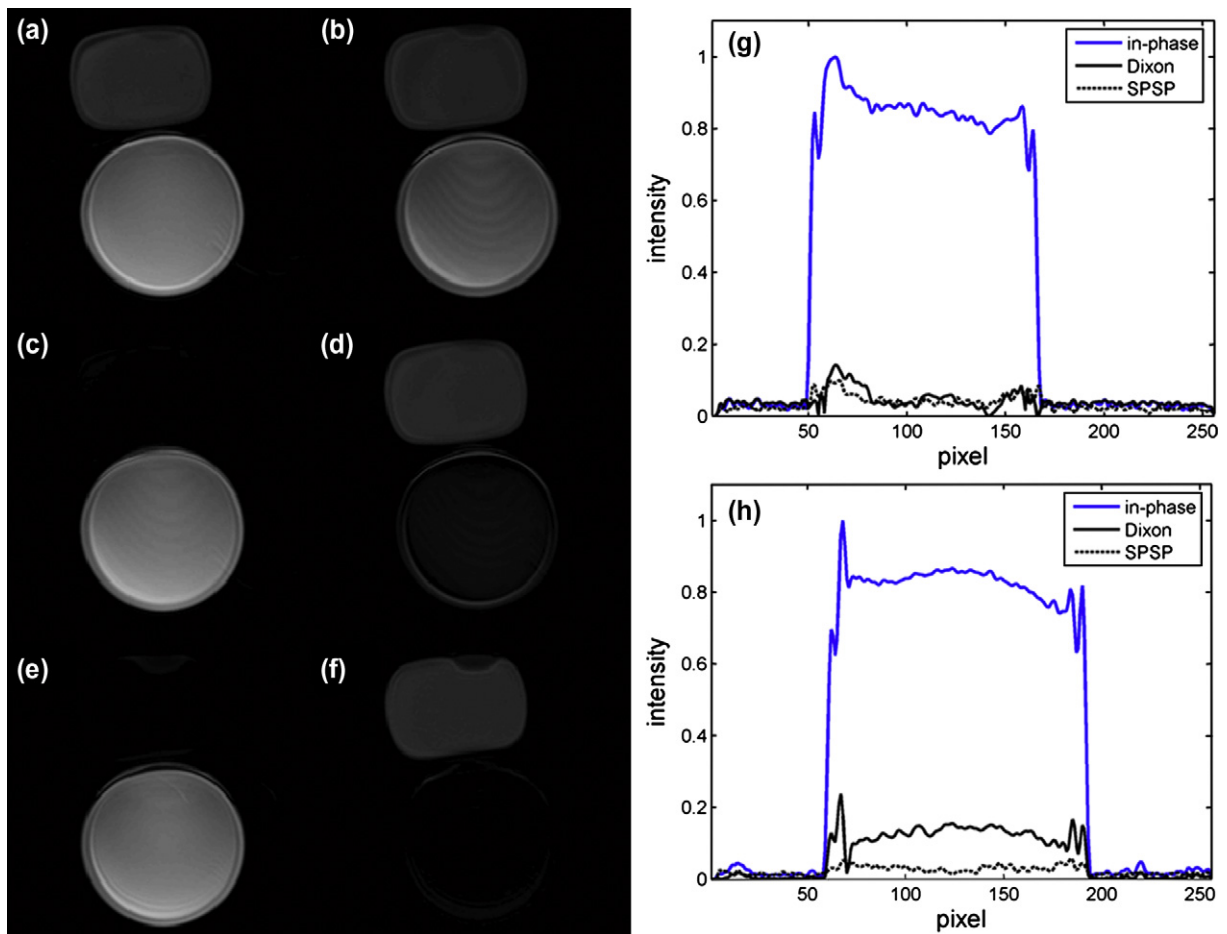 (a)
(b)
(c)
(d)
(e)
(f)
(g)
in-phase
Dixon
SPSP
1
0.8
0.6
0.4
0.2
0
intensity
50
100
150
200
250
pixel
(h)
in-phase
Dixon
SPSP
1
0.8
0.6
0.4
0.2
0
intensity
50
100
150
200
250
pixel